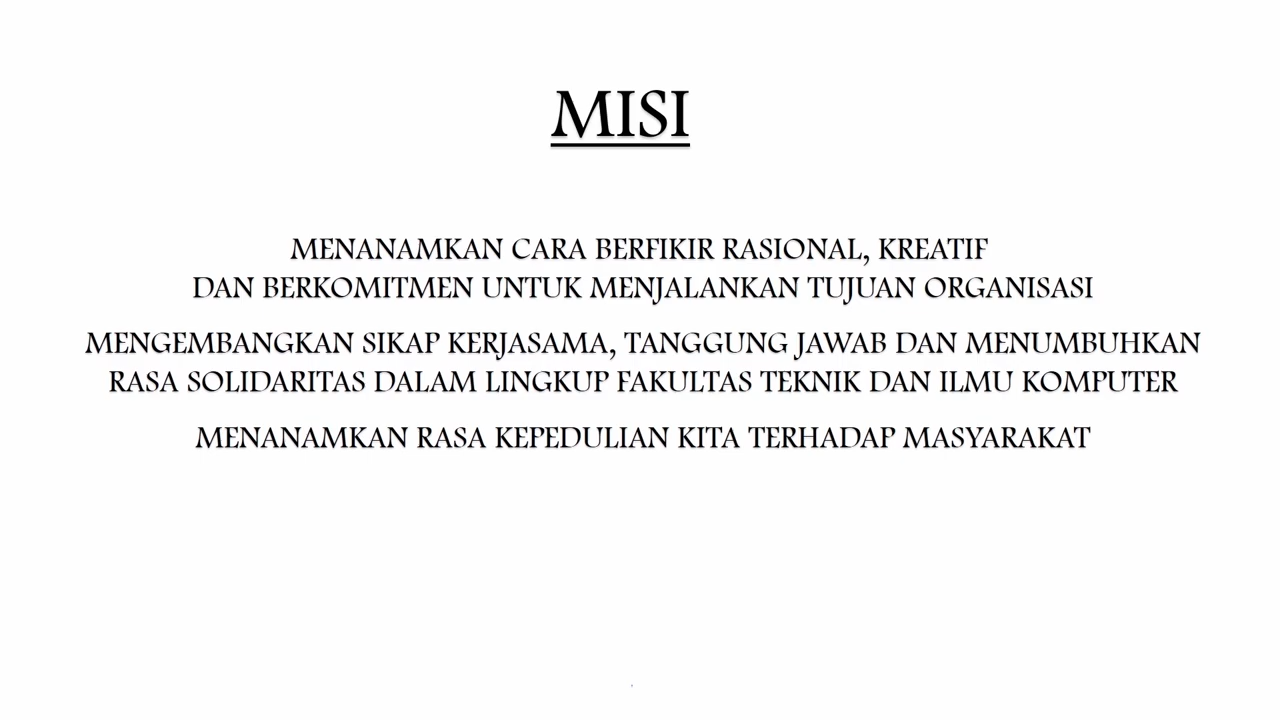 MISI
MENANAMKAN CARA BERFIKIR RASIONAL, KREATIF
DAN BERKOMITMEN UNTUK MENJALANKAN TUJUAN ORGANISASI
MENGEMBANGKAN SIKAP KERJASAMA, TANGGUNG JAWAB DAN MENUMBUHKAN
RASA SOLIDARITAS DALAM LINGKUP FAKULTAS TEKNIK DAN ILMU KOMPUTER
MENANAMKAN RASA KEPEDULIAN KITA TERHADAP MASYARAKAT